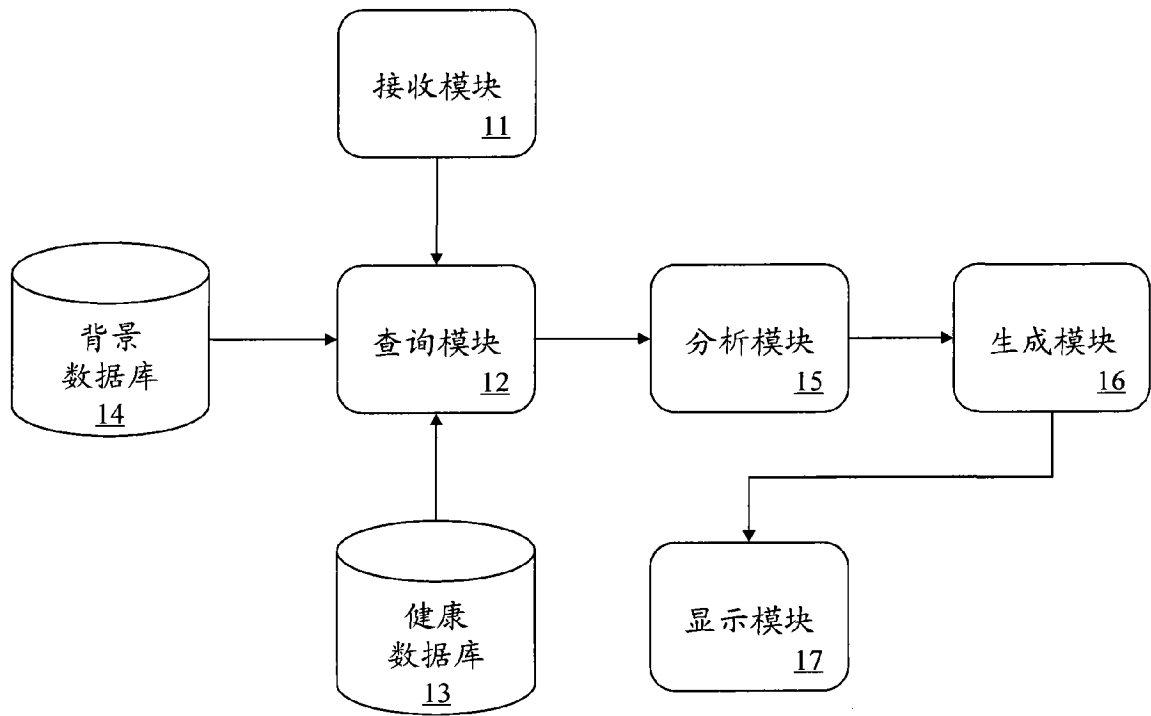 接收模块
11
背景
数据库
14
查询模块
12
分析模块
15
生成模块
16
健康
数据库
13
显示模块
17